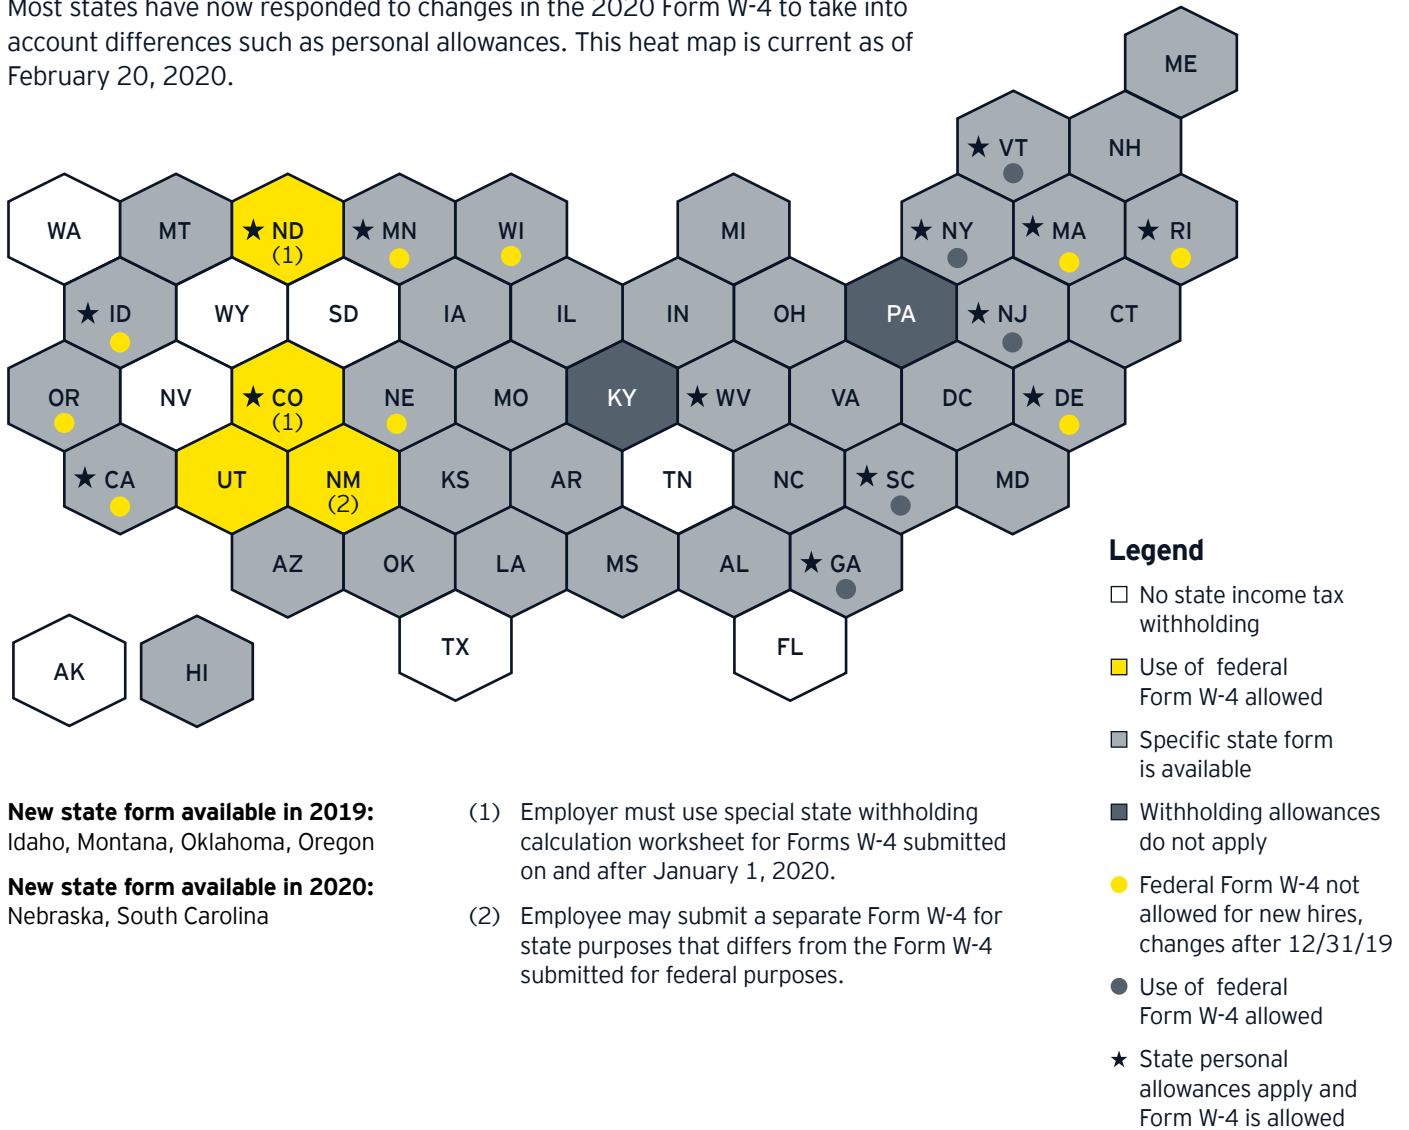 Most states have now responded to changes in the 2020 Form W-4 to take into
account differences such as personal allowances. This heat map is current as of
February 20, 2020.
ME
★ VT
NH
WA
MT
★ ND
(1)
★ MN
WI
MI
★ NY
★ MA
★ RI
★ ID
WY
SD
IA
IL
IN
OH
PA
★ NJ
CT
OR
NV
★ CO
(1)
NE
MO
KY
★ WV
VA
DC
★ DE
★ CA
UT
NM
(2)
KS
AR
TN
NC
★ SC
MD
AZ
OK
LA
MS
AL
★ GA
AK
HI
TX
FL
Legend
No state income tax
withholding
Use of federal
Form W-4 allowed
Specific state form
is available
Withholding allowances
do not apply
Federal Form W-4 not
allowed for new hires,
changes after 12/31/19
Use of federal
Form W-4 allowed
★ State personal
allowances apply and
Form W-4 is allowed
New state form available in 2019:
Idaho, Montana, Oklahoma, Oregon
New state form available in 2020:
Nebraska, South Carolina
(1) Employer must use special state withholding
calculation worksheet for Forms W-4 submitted
on and after January 1, 2020.
(2) Employee may submit a separate Form W-4 for
state purposes that differs from the Form W-4
submitted for federal purposes.